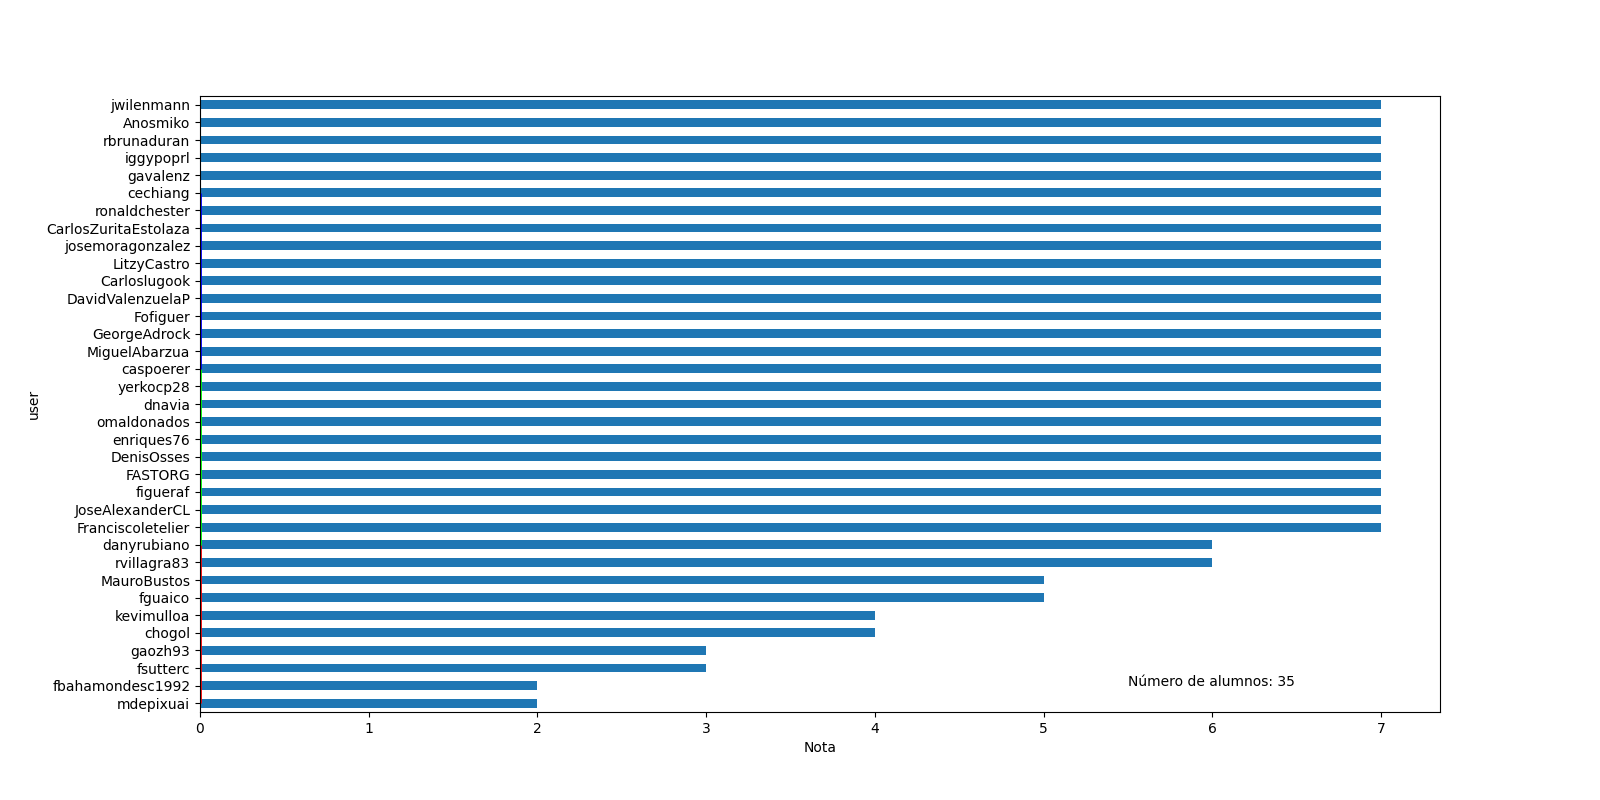 jwilenmann
Anosmiko
rbrunaduran
iggypoprl
gavalenz
cechiang
ronaldchester
CarlosZuritaEstolaza
josemoragonzalez
LitzyCastro
Carloslugook
DavidValenzuelaP
Fofiguer
GeorgeAdrock
MiguelAbarzua
caspoerer
yerkocp28
dnavia
omaldonados
enriques76
DenisOsses
FASTORG
figueraf
JoseAlexanderCL
Franciscoletelier
danyrubiano
rvillagra83
MauroBustos
fguaico
kevimulloa
chogol
gaozh93
fsutterc
fbahamondesc1992
mdepixuai
user
Número de alumnos: 35
0 1 2 3 4 5 6 7
Nota